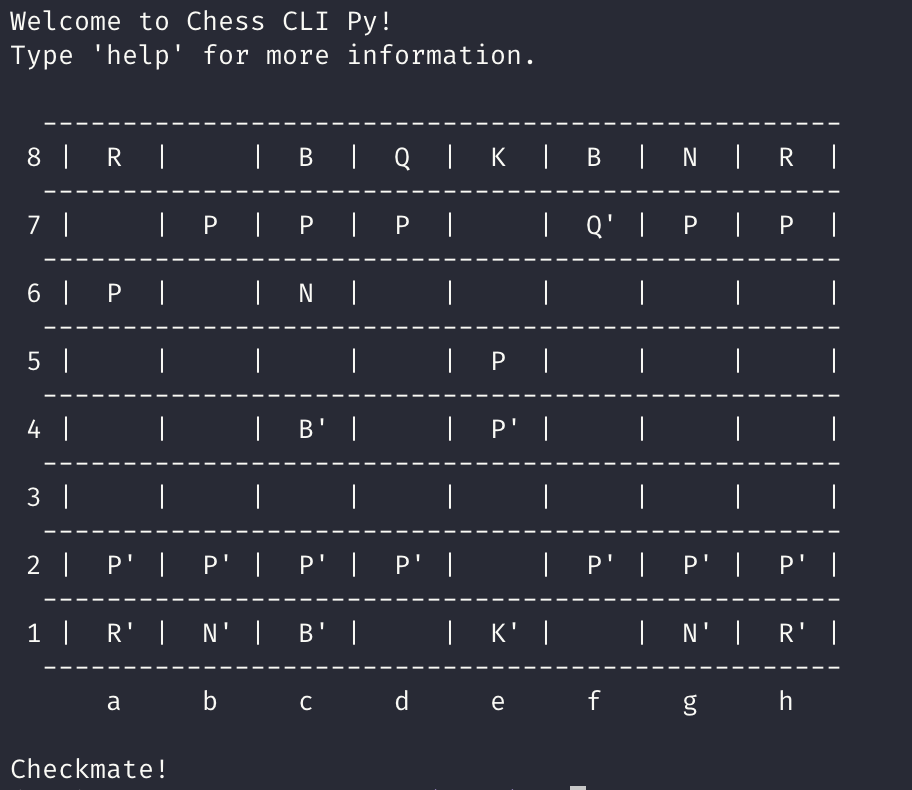 Welcome to Chess CLI Py!
Type 'help' for more information.
--------------------------------------------------
8 |  R  |     |  B  |  Q  |  K  |  B  |  N  |  R  |
--------------------------------------------------
7 |     |  P  |  P  |  P  |     |  Q' |  P  |  P  |
--------------------------------------------------
6 |  P  |     |  N  |     |     |     |     |     |
--------------------------------------------------
5 |     |     |     |     |  P  |     |     |     |
--------------------------------------------------
4 |     |     |  B' |     |  P' |     |     |     |
--------------------------------------------------
3 |     |     |     |     |     |     |     |     |
--------------------------------------------------
2 |  P' |  P' |  P' |  P' |     |  P' |  P' |  P' |
--------------------------------------------------
1 |  R' |  N' |  B' |     |  K' |     |  N' |  R' |
--------------------------------------------------
a     b     c     d     e     f     g     h
Checkmate!